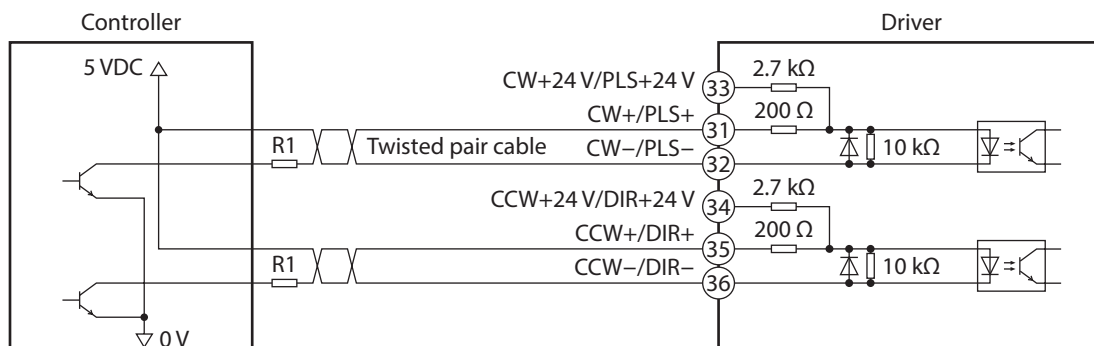 Controller
Driver
5 VDC
CW+24 V/PLS+24 V
33
2.7 kΩ
CW+/PLS+
31
200 Ω
R1
Twisted pair cable
CW−/PLS−
32
10 kΩ
CCW+24 V/DIR+24 V
34
2.7 kΩ
CCW+/DIR+
35
200 Ω
R1
CCW−/DIR−
36
10 kΩ
0 V